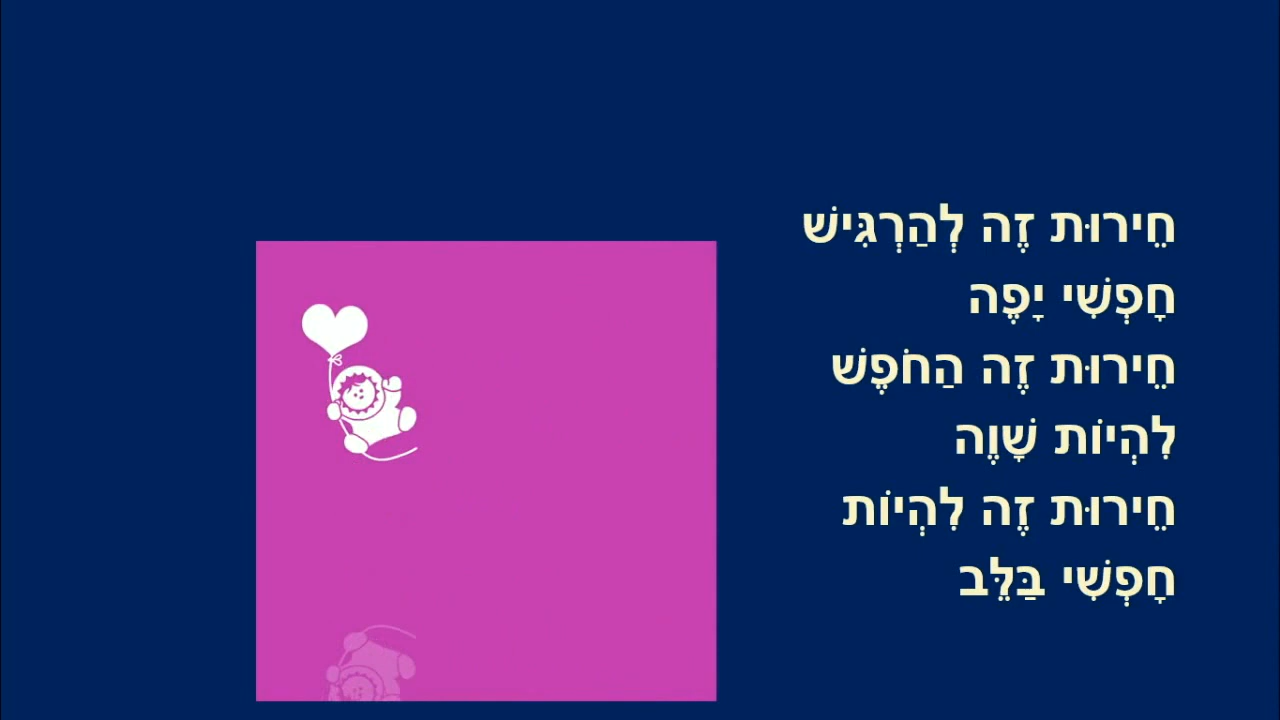 חֵירוּת זֶה לְהַרְגִּישׁ
חָפְשִׁי יָפֶה
חֵירוּת זֶה הַחֹפֶשׁ
לִהְיוֹת שָׁוֶה
חֵירוּת זֶה לִהְיוֹת
חָפְשִׁי בַּלֵּב